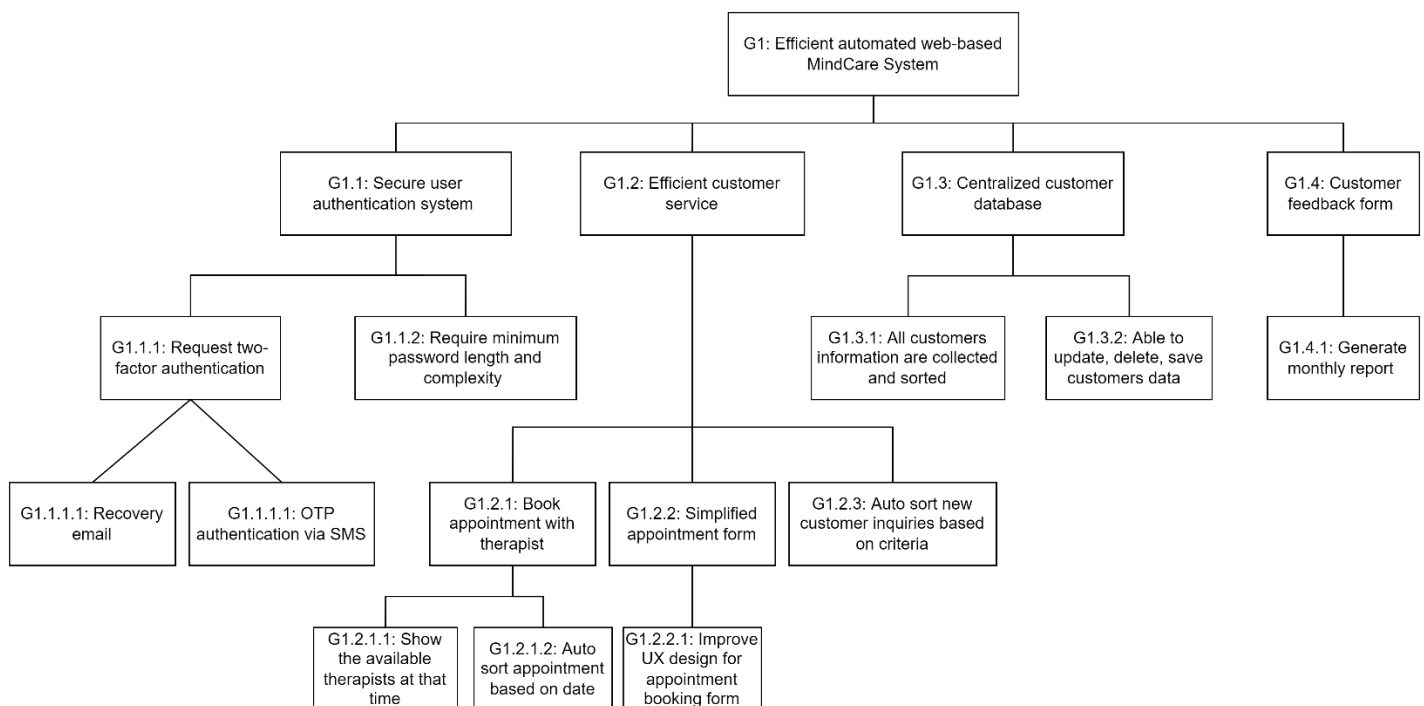 G1: Efficient automated web-based
MindCare System
G1.1: Secure user
authentication system
G1.2: Efficient customer
service
G1.3: Centralized customer
database
G1.4: Customer
feedback form
G1.1.1: Request two-
factor authentication
G1.1.2: Require minimum
password length and
complexity
G1.3.1: All customers
information are collected
and sorted
G1.3.2: Able to
update, delete, save
customers data
G1.4.1: Generate
monthly report
G1.1.1.1: Recovery
email
G1.1.1.1: OTP
authentication via SMS
G1.2.1: Book
appointment with
therapist
G1.2.2: Simplified
appointment form
G1.2.3: Auto sort new
customer inquiries based
on criteria
G1.2.1.1: Show
the available
therapists at that
time
G1.2.1.2: Auto
sort appointment
based on date
G1.2.2.1: Improve
UX design for
appointment
booking form